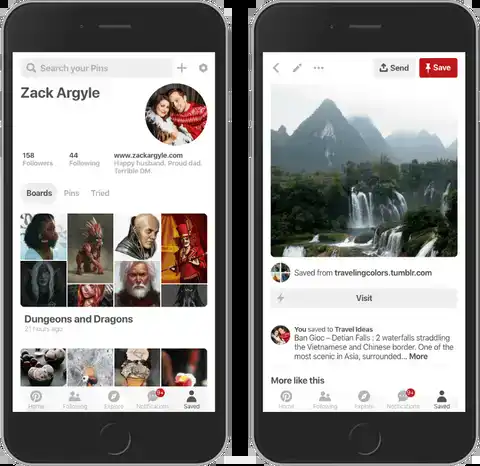 Search your Pins
Zack Argyle
158
Followers
44
Following
www.zackargyle.com
Happy husband. Proud dad.
Terrible DM.
Boards
Pins
Tried
Dungeons and Dragons
21 hours ago
Home
Following
Explore
Notifications
9+
Saved
Send
Save
Saved from travelingcolors.tumblr.com
Visit
You saved to Travel Ideas
Ban Gioc – Detian Falls : 2 waterfalls straddling
the Vietnamese and Chinese border. One of the
most scenic in Asia, surrounded... More
More like this
Home
Following
Explore
Notifications
9+
Saved